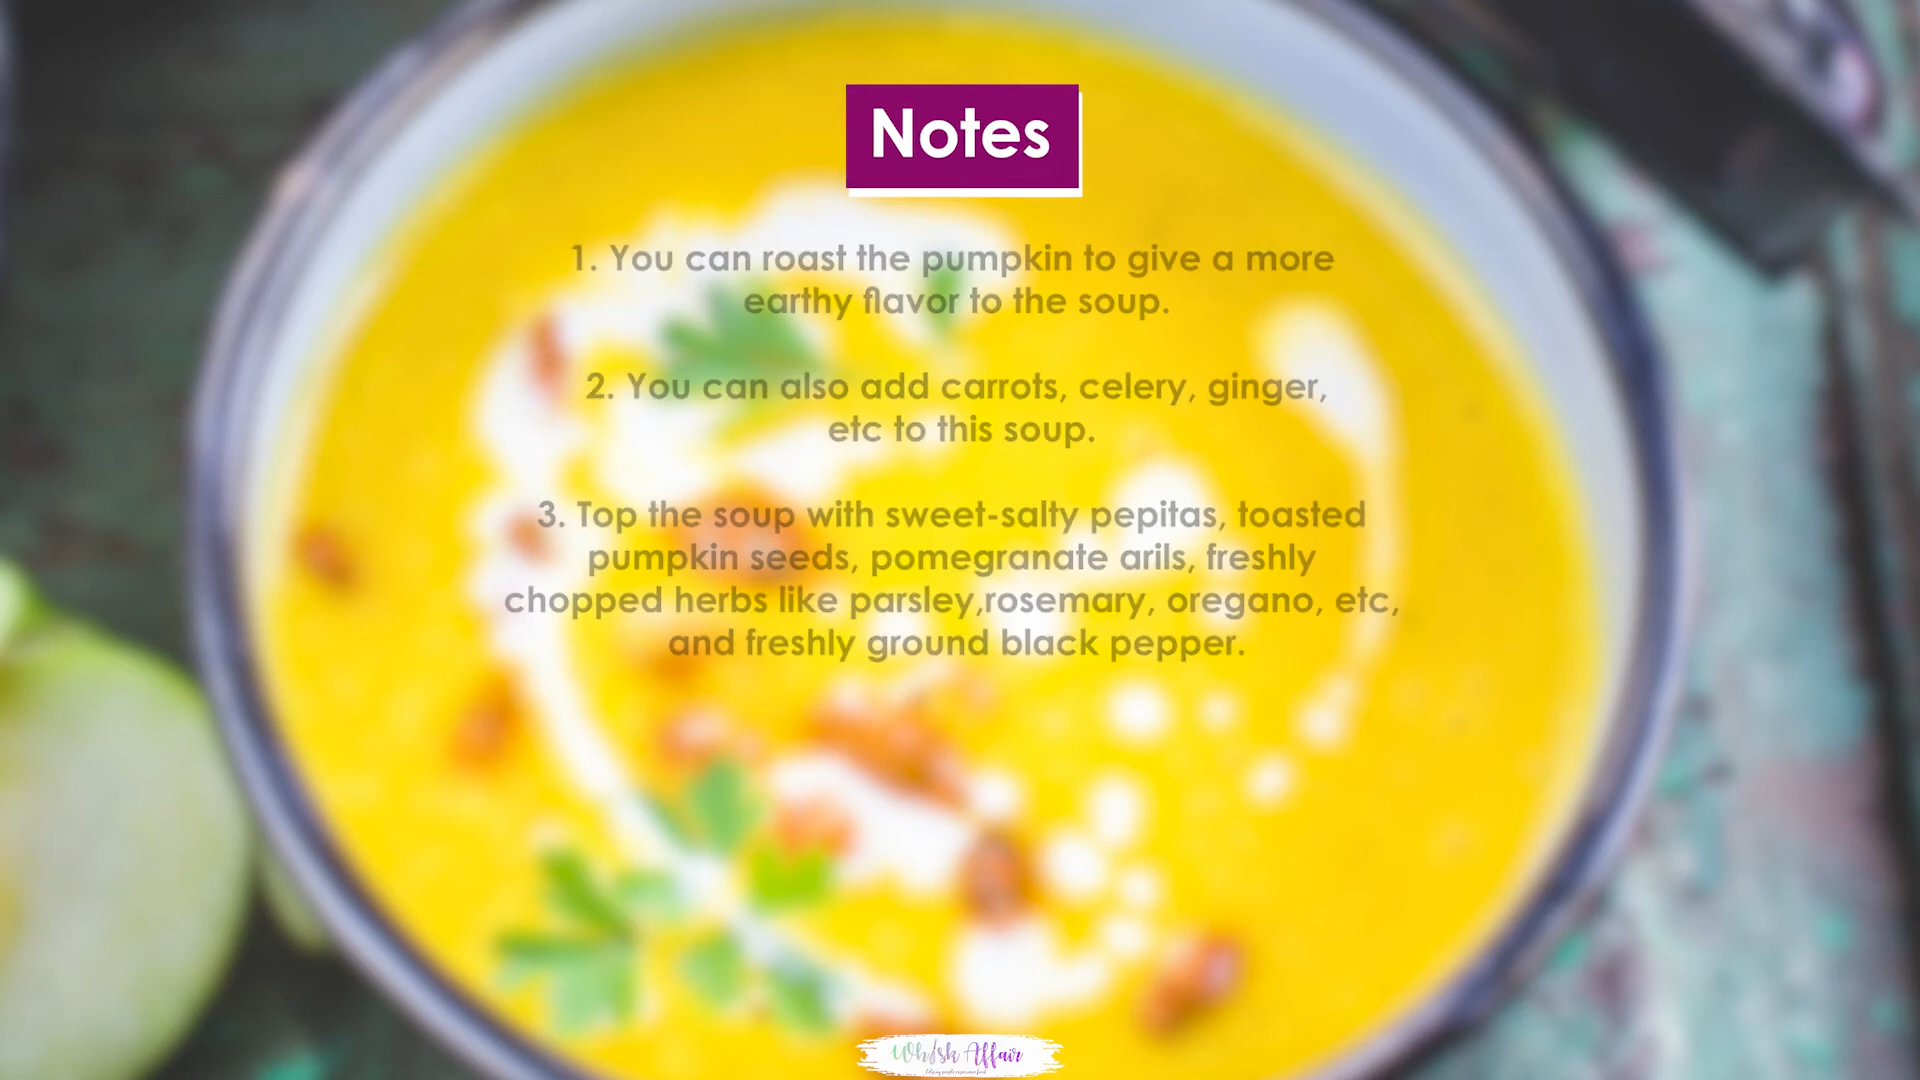 Notes
1. You can roast the pumpkin to give a more
earthy flavor to the soup.
2. You can also add carrots, celery, ginger,
etc to this soup.
3. Top the soup with sweet-salty pepitas, toasted
pumpkin seeds, pomegranate arils, freshly
chopped herbs like parsley,rosemary, oregano, etc,
and freshly ground black pepper.
Whisk Affair